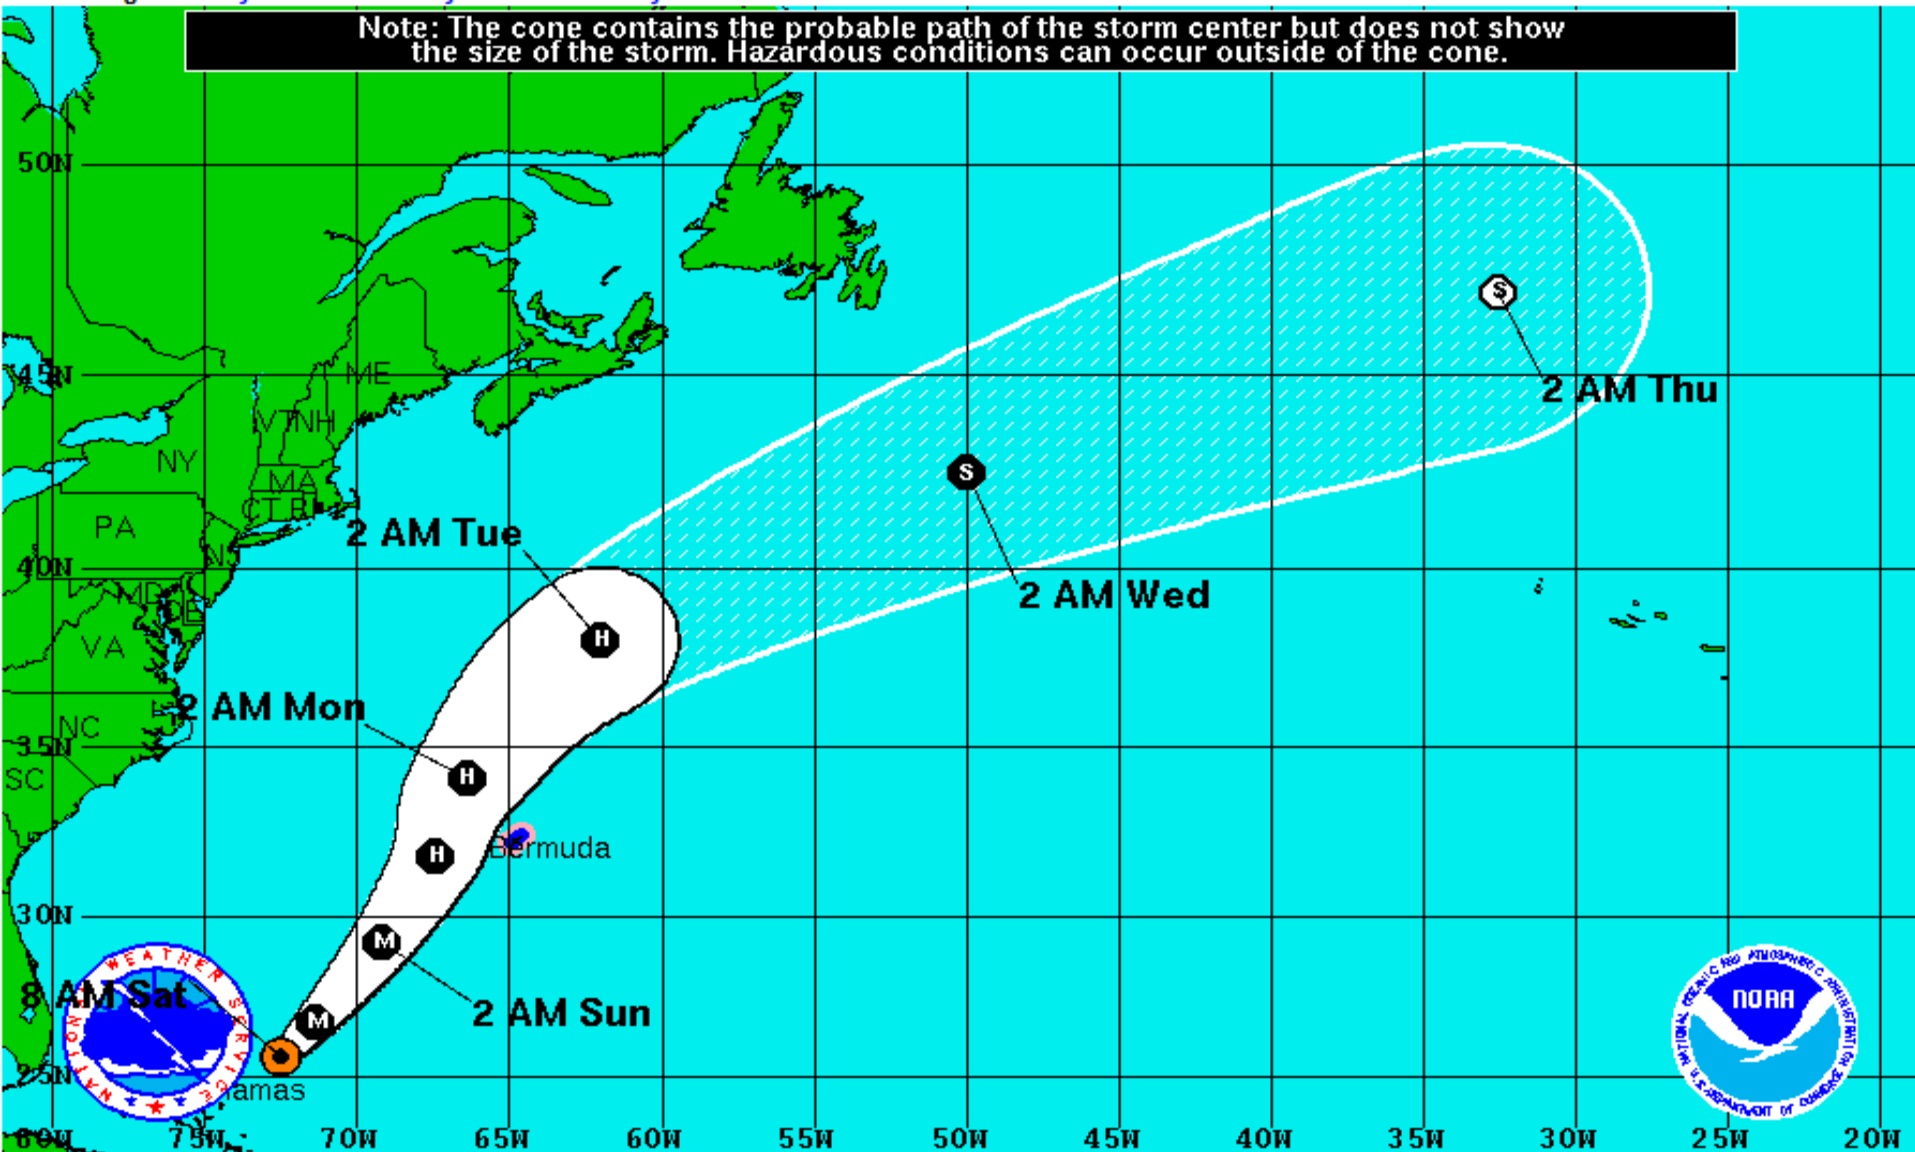 Note: The cone contains the probable path of the storm center but does not show
the size of the storm. Hazardous conditions can occur outside of the cone.
50N
S
45N
ME
2 AM Thu
VT NH
NY
MA
S
CT RI
PA
2 AM Tue
NJ
40N
MD
DE
2 AM Wed
H
VA
2 AM Mon
NC
35N
SC
H
H
Bermuda
30N
M
WEATHER
NATIONAL
SERVICE
8 AM Sat
NOAA
M
2 AM Sun
25N
80W 75W 70W 65W 60W 55W 50W 45W 40W 35W 30W 25W 20W